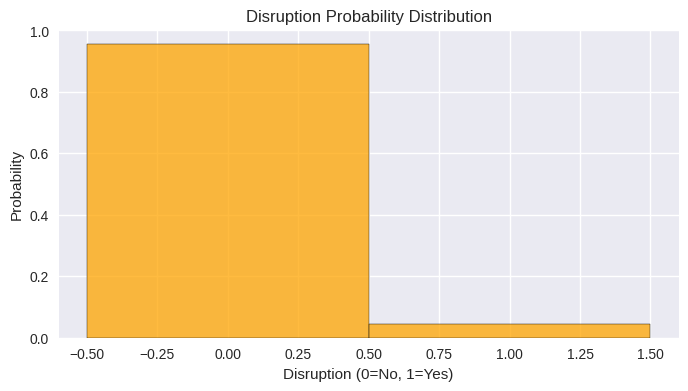 Disruption Probability Distribution
1.0
0.8
0.6
0.4
0.2
0.0
Probability
−0.50 −0.25 0.00 0.25 0.50 0.75 1.00 1.25 1.50
Disruption (0=No, 1=Yes)